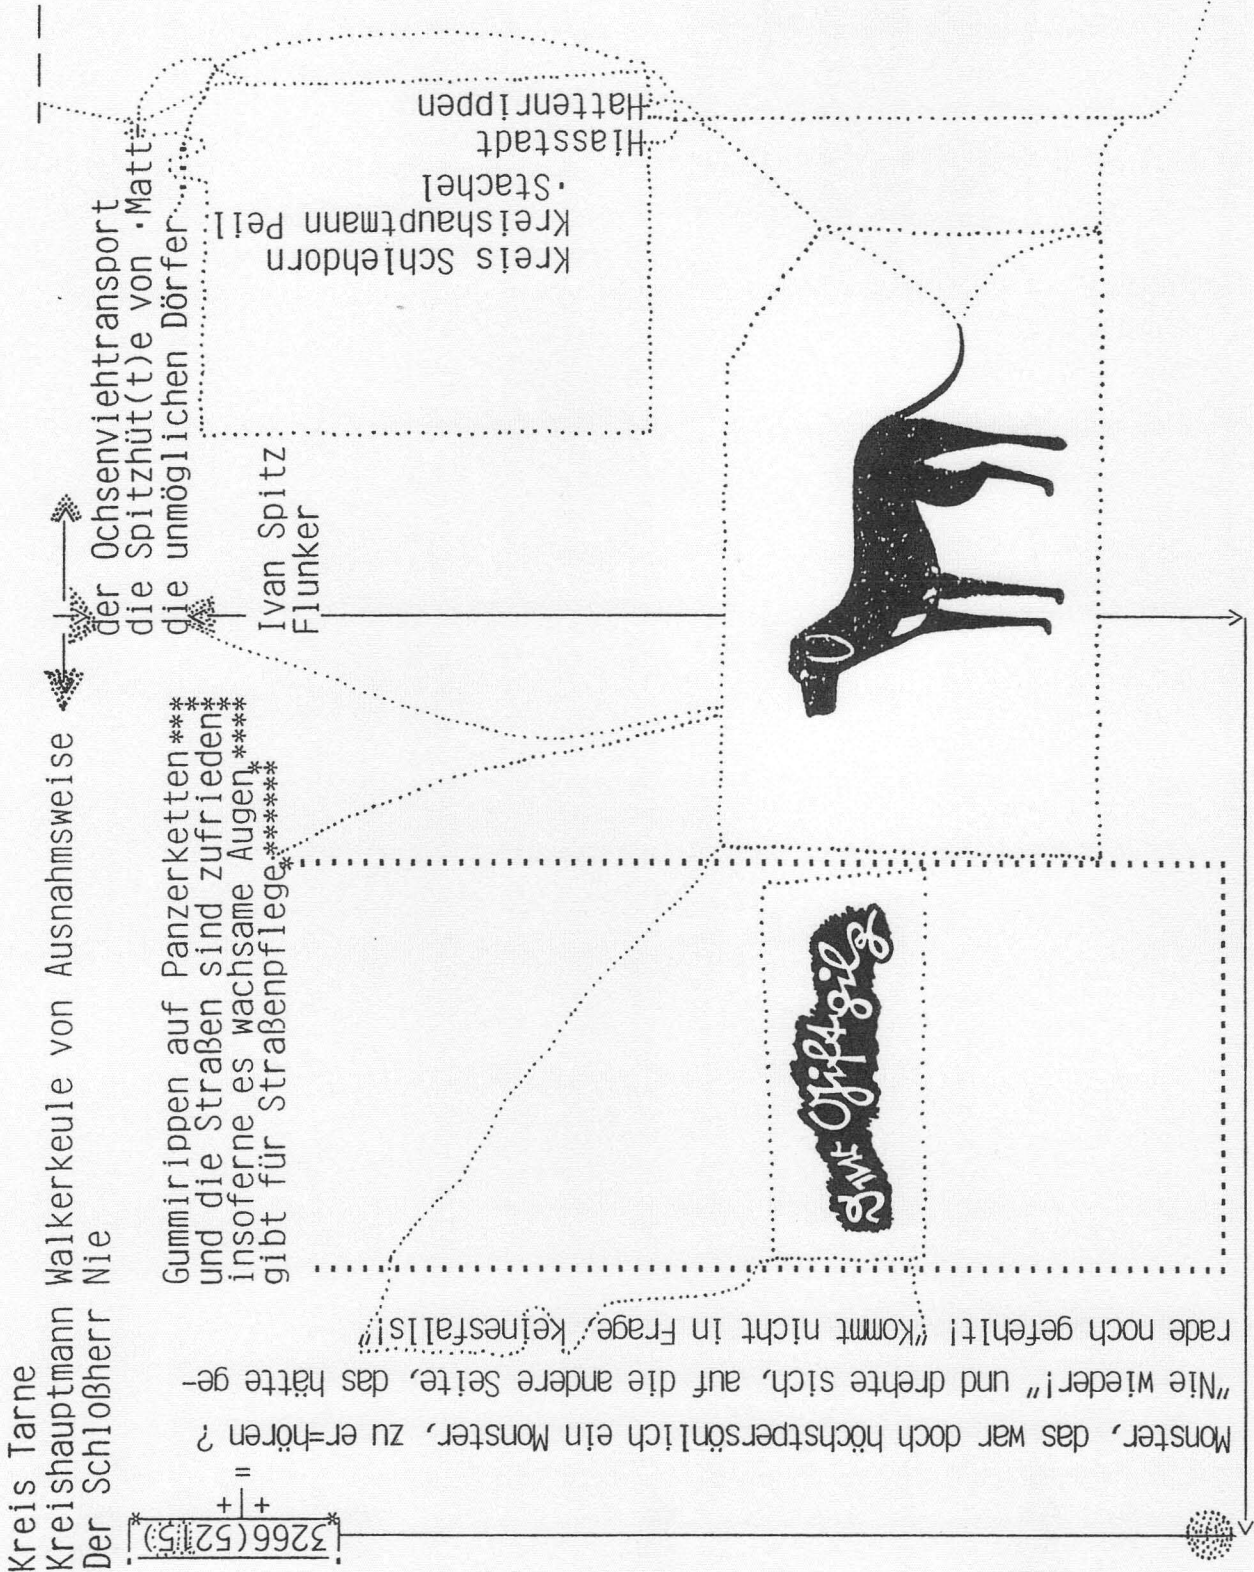 Kreis Tarne
Kreishauptmann Walkerkeule von Ausnahmsweise
Der Schloßherr Nie
der Ochsenviehtransport
die Spitzhüt(t)e von ·Matt
die unmöglichen Dörfer
Gummirippen auf Panzerketten***
und die Straßen sind zufrieden*
insoferne es wachsame Augen****
gibt für Straßenpflege*******
Ivan Spitz
Flunker
Kreis Schlehdorn
Kreishauptmann Peil
·Stachel
Hiasstadt
Hattenrippen
Zur Giftgilz
3266(5215)
+ +
=
Monster, das war doch höchstpersönlich ein Monster, zu er=hören ?
"Nie wieder!" und drehte sich, auf die andere Seite, das hätte ge-
rade noch gefehlt! "Kommt nicht in Frage, keinesfalls!"